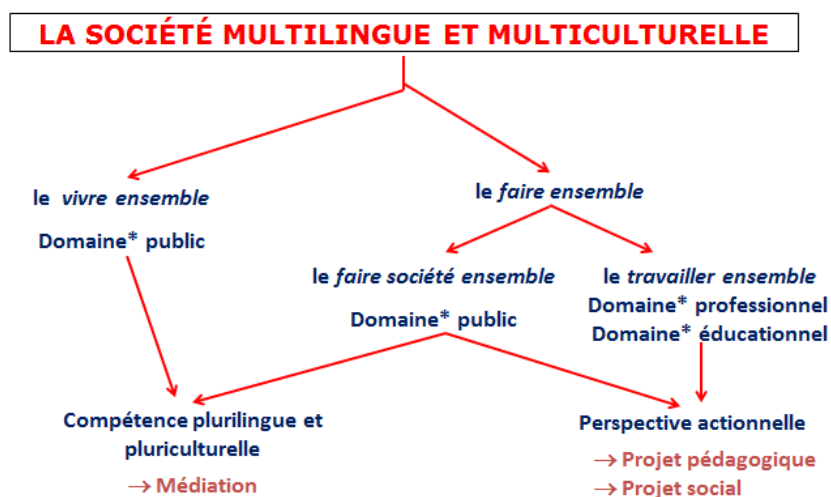 LA SOCIÉTÉ MULTILINGUE ET MULTICULTURELLE
le vivre ensemble
Domaine* public
le faire ensemble
le faire société ensemble
Domaine* public
le travailler ensemble
Domaine* professionnel
Domaine* éducationnel
Compétence plurilingue et
pluriculturelle
→ Médiation
Perspective actionnelle
→ Projet pédagogique
→ Projet social